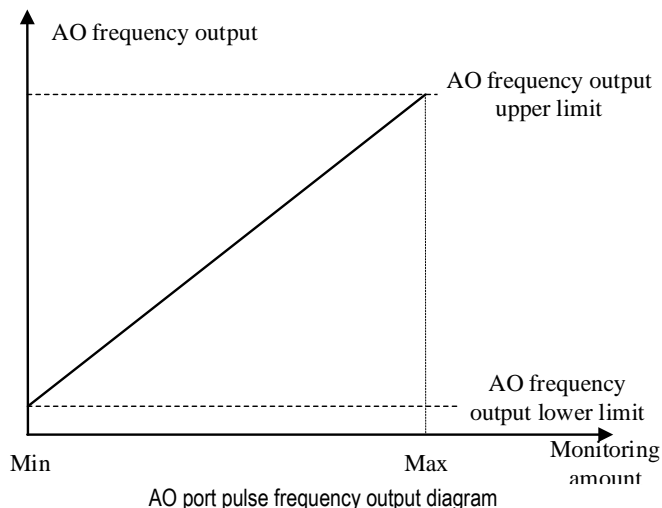 AO frequency output
AO frequency output
upper limit
AO frequency
output lower limit
Min
Max
Monitoring
amount
AO port pulse frequency output diagram